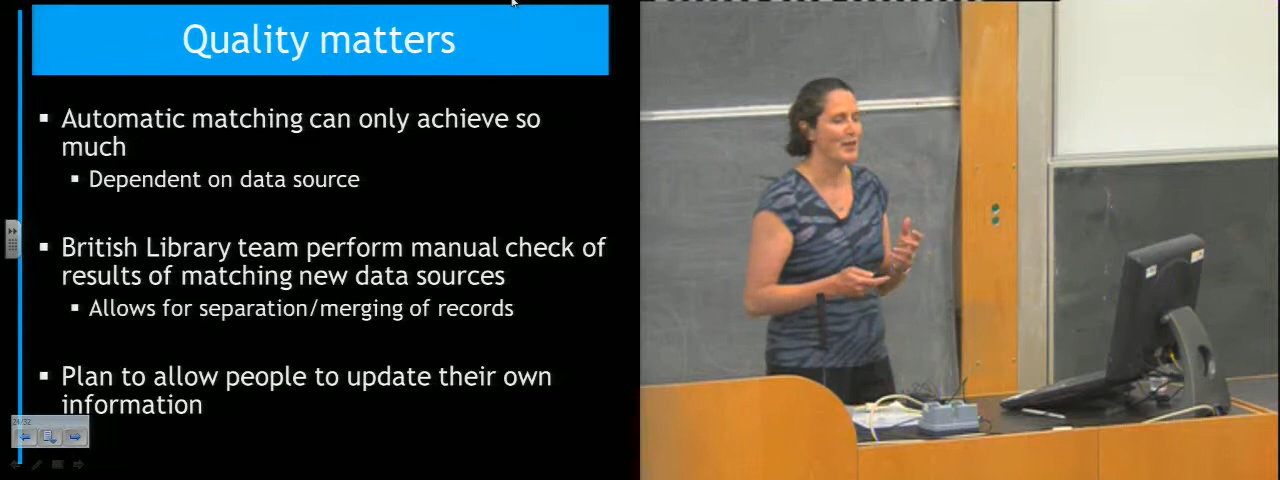 Quality matters
Automatic matching can only achieve so
much
Dependent on data source
British Library team perform manual check of
results of matching new data sources
Allows for separation/merging of records
Plan to allow people to update their own
information
24/32